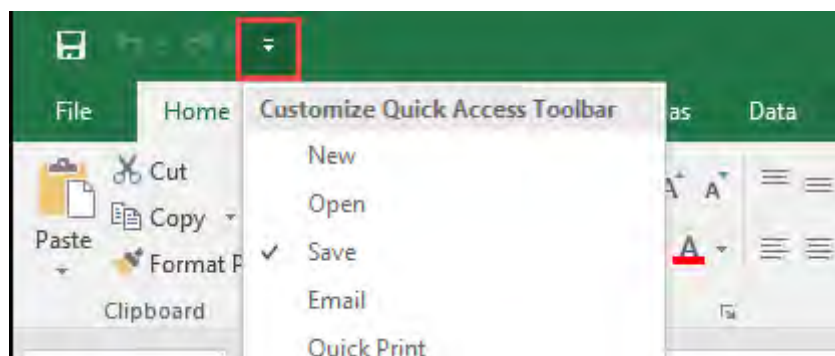 File
Home
Customize Quick Access Toolbar
as
Data
Cut
Copy
Paste
Format P
Clipboard
New
Open
Save
Email
Quick Print
A
A
A